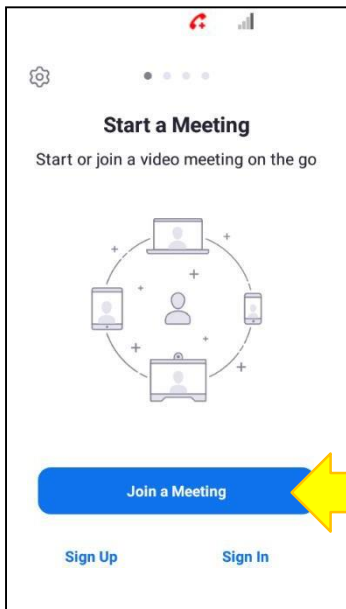 Start a Meeting
Start or join a video meeting on the go
Join a Meeting
Sign Up
Sign In